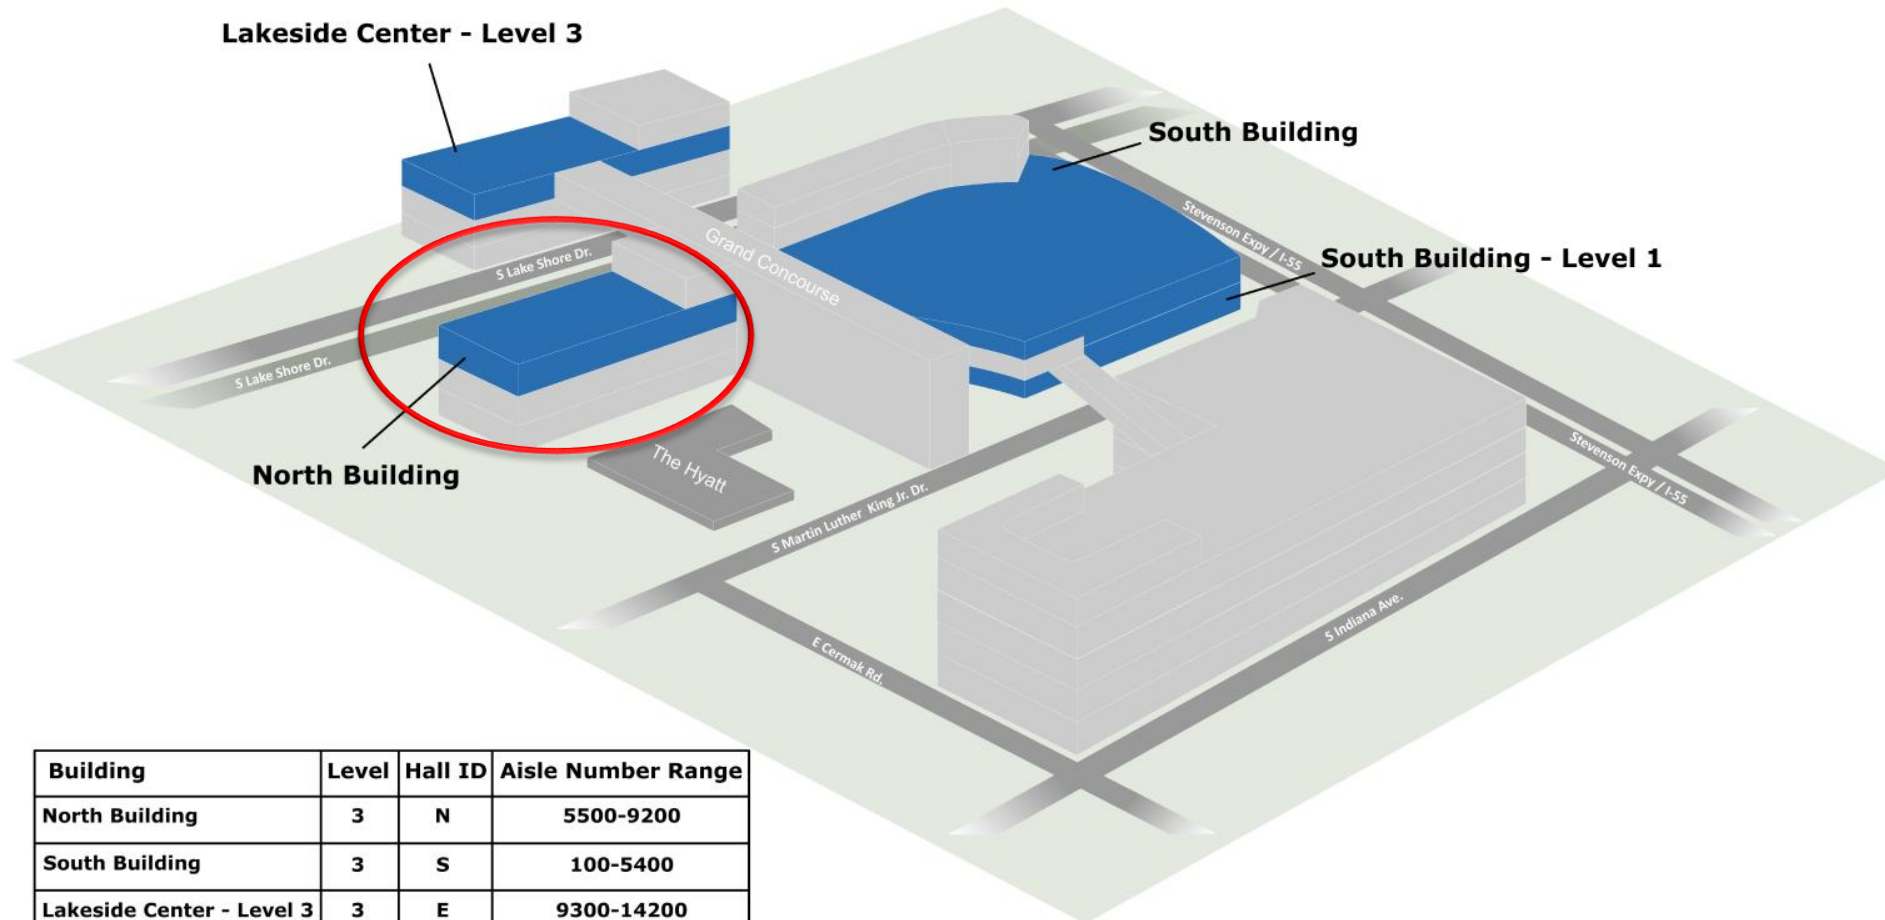 Lakeside Center - Level 3
South Building
Stevenson Expy / I-55
South Building - Level 1
Grand Concourse
S Lake Shore Dr.
S Lake Shore Dr.
North Building
The Hyatt
Stevenson Expy / I-55
S Martin Luther King Jr. Dr.
S Indiana Ave.
E Cermak Rd.
Building Level Hall ID Aisle Number Range
North Building 3 N 5500-9200
South Building 3 S 100-5400
Lakeside Center - Level 3 3 E 9300-14200